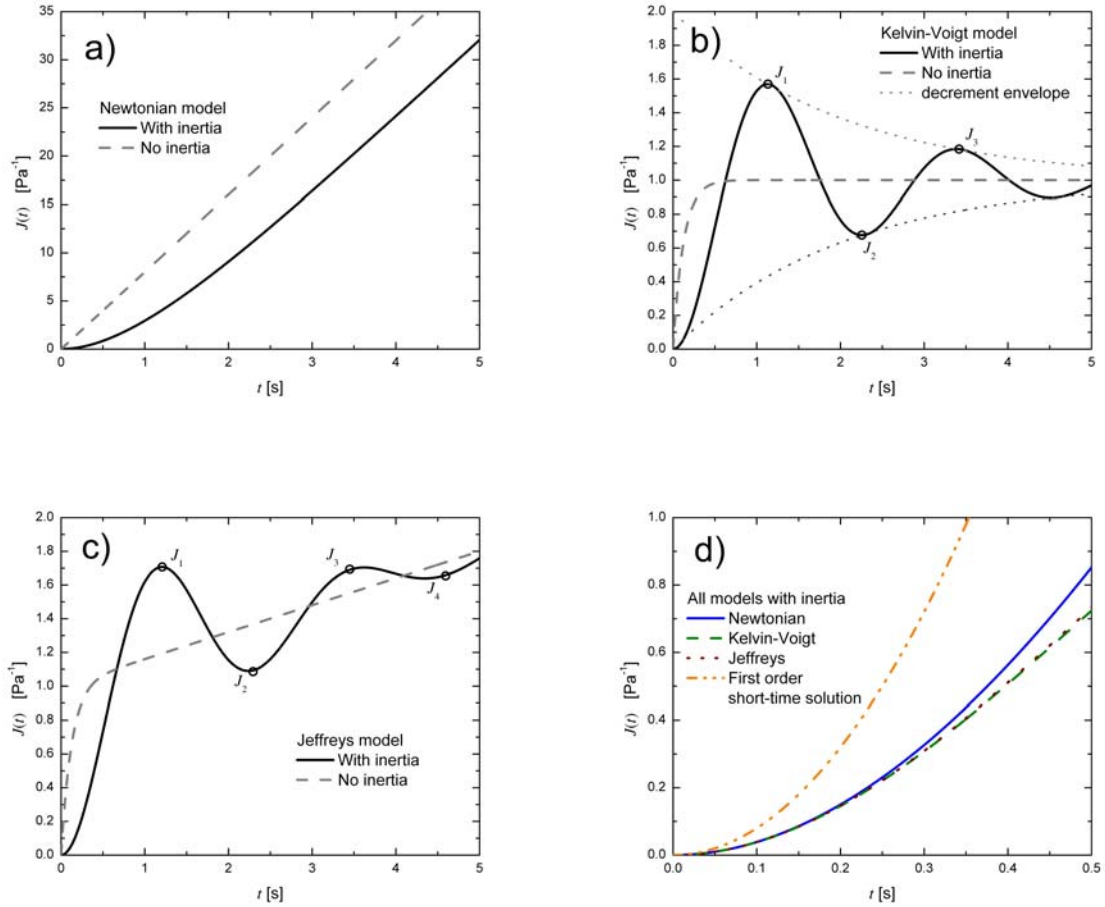 a)
Newtonian model
With inertia
No inertia
J(t) [Pa⁻¹]
35
30
25
20
15
10
5
0
0 1 2 3 4 5
t [s]
b)
Kelvin-Voigt model
With inertia
No inertia
decrement envelope
J₁
J₂
J₃
J(t) [Pa⁻¹]
2.0
1.8
1.6
1.4
1.2
1.0
0.8
0.6
0.4
0.2
0.0
0 1 2 3 4 5
t [s]
c)
J₁
J₂
J₃
J₄
Jeffreys model
With inertia
No inertia
J(t) [Pa⁻¹]
2.0
1.8
1.6
1.4
1.2
1.0
0.8
0.6
0.4
0.2
0.0
0 1 2 3 4 5
t [s]
d)
All models with inertia
Newtonian
Kelvin-Voigt
Jeffreys
First order
short-time solution
J(t) [Pa⁻¹]
1.0
0.8
0.6
0.4
0.2
0.0
0.0 0.1 0.2 0.3 0.4 0.5
t [s]